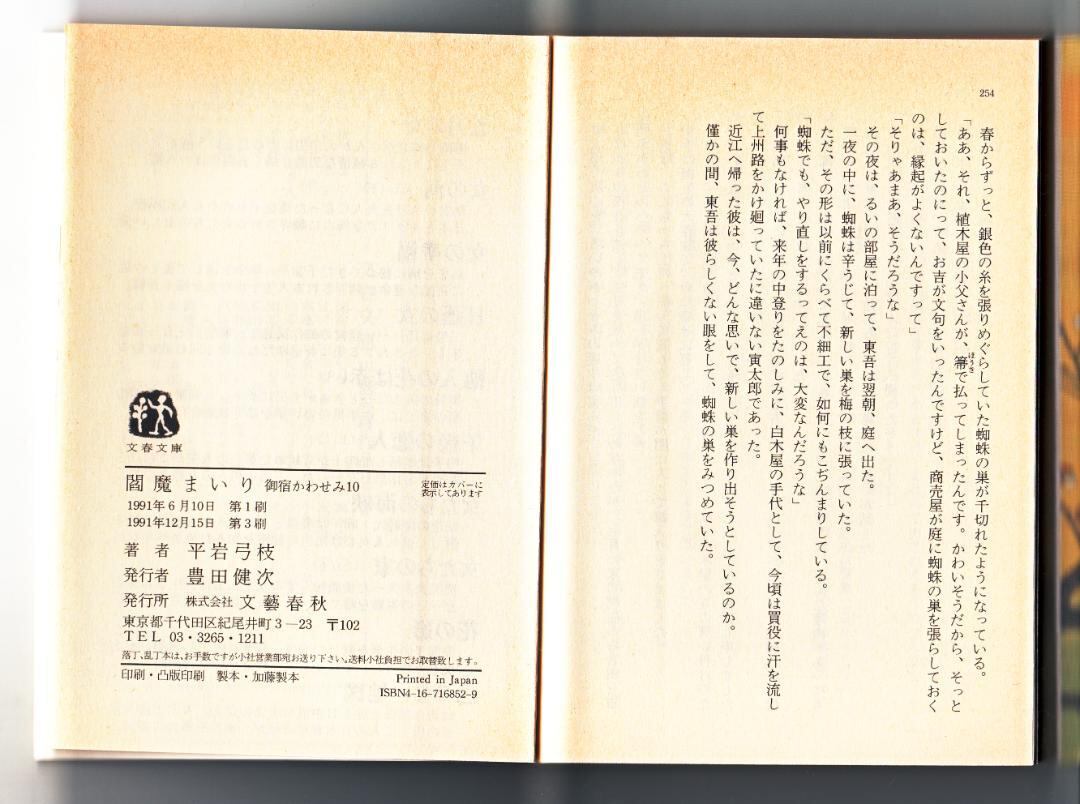 254
春からずっと、銀色の糸を張りめぐらしていた蜘蛛の巣が千切れたようになっている。
「ああ、それ、植木屋の小父さんが、箒で払ってしまったんです。かわいそうだから、そっと
ほうき
しておいたのにって、お吉が文句をいったんですけど、商売屋が庭に蜘蛛の巣を張らしておく
のは、縁起がよくないんですって」
「そりゃあまあ、そうだろうな」
その夜は、るいの部屋に泊って、東吾は翌朝、庭へ出た。
一夜の中に、蜘蛛は辛うじて、新しい巣を梅の枝に張っていた。
ただ、その形は以前にくらべて不細工で、如何にもこぢんまりしている。
「蜘蛛でも、やり直しをするってえのは、大変なんだろうな」
何事もなければ、来年の中登りをたのしみに、白木屋の手代として、今頃は買役に汗を流し
て上州路をかけ廻っていたに違いない寅太郎であった。
近江へ帰った彼は、今、どんな思いで、新しい巣を作り出そうとしているのか。
僅かの間、東吾は彼らしくない眼をして、蜘蛛の巣をみつめていた。
文春文庫
閻魔まいり 御宿かわせみ10
定価はカバーに
表示してあります
1991年6月10日 第1刷
1991年12月15日 第3刷
著 者 平岩弓枝
発行者 豊田健次
発行所 株式会社 文藝春秋
東京都千代田区紀尾井町3—23 〒102
TEL 03・3265・1211
落丁、乱丁本は、お手数ですが小社営業部宛お送り下さい。送料小社負担でお取替致します。
印刷・凸版印刷 製本・加藤製本
Printed in Japan
ISBN4-16-716852-9